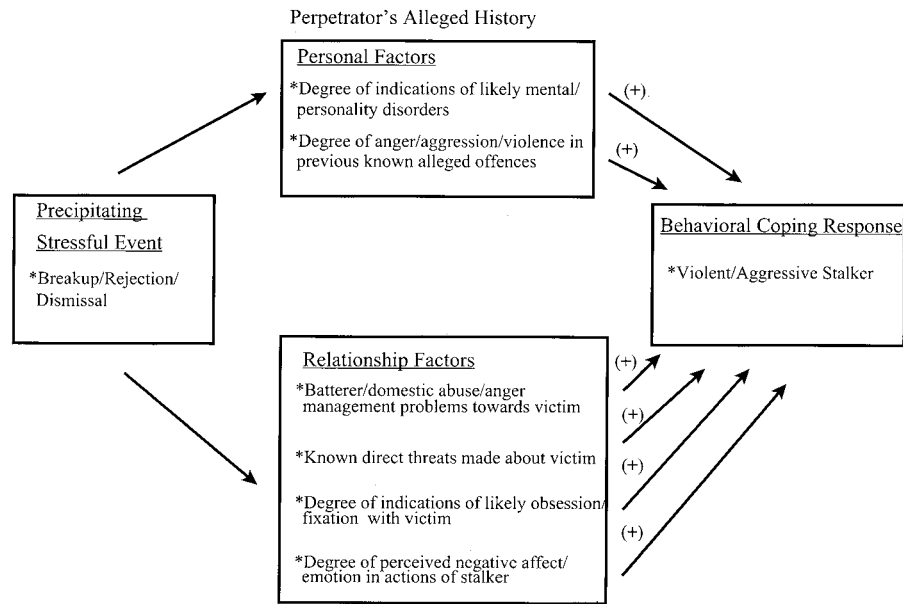 Perpetrator's Alleged History
Personal Factors
*Degree of indications of likely mental/
personality disorders
*Degree of anger/aggression/violence in
previous known alleged offences
(+)
(+)
Precipitating
Stressful Event
*Breakup/Rejection/
Dismissal
Behavioral Coping Response
*Violent/Aggressive Stalker
Relationship Factors
*Batterer/domestic abuse/anger
management problems towards victim
*Known direct threats made about victim
*Degree of indications of likely obsession/
fixation with victim
*Degree of perceived negative affect/
emotion in actions of stalker
(+)
(+)
(+)
(+)